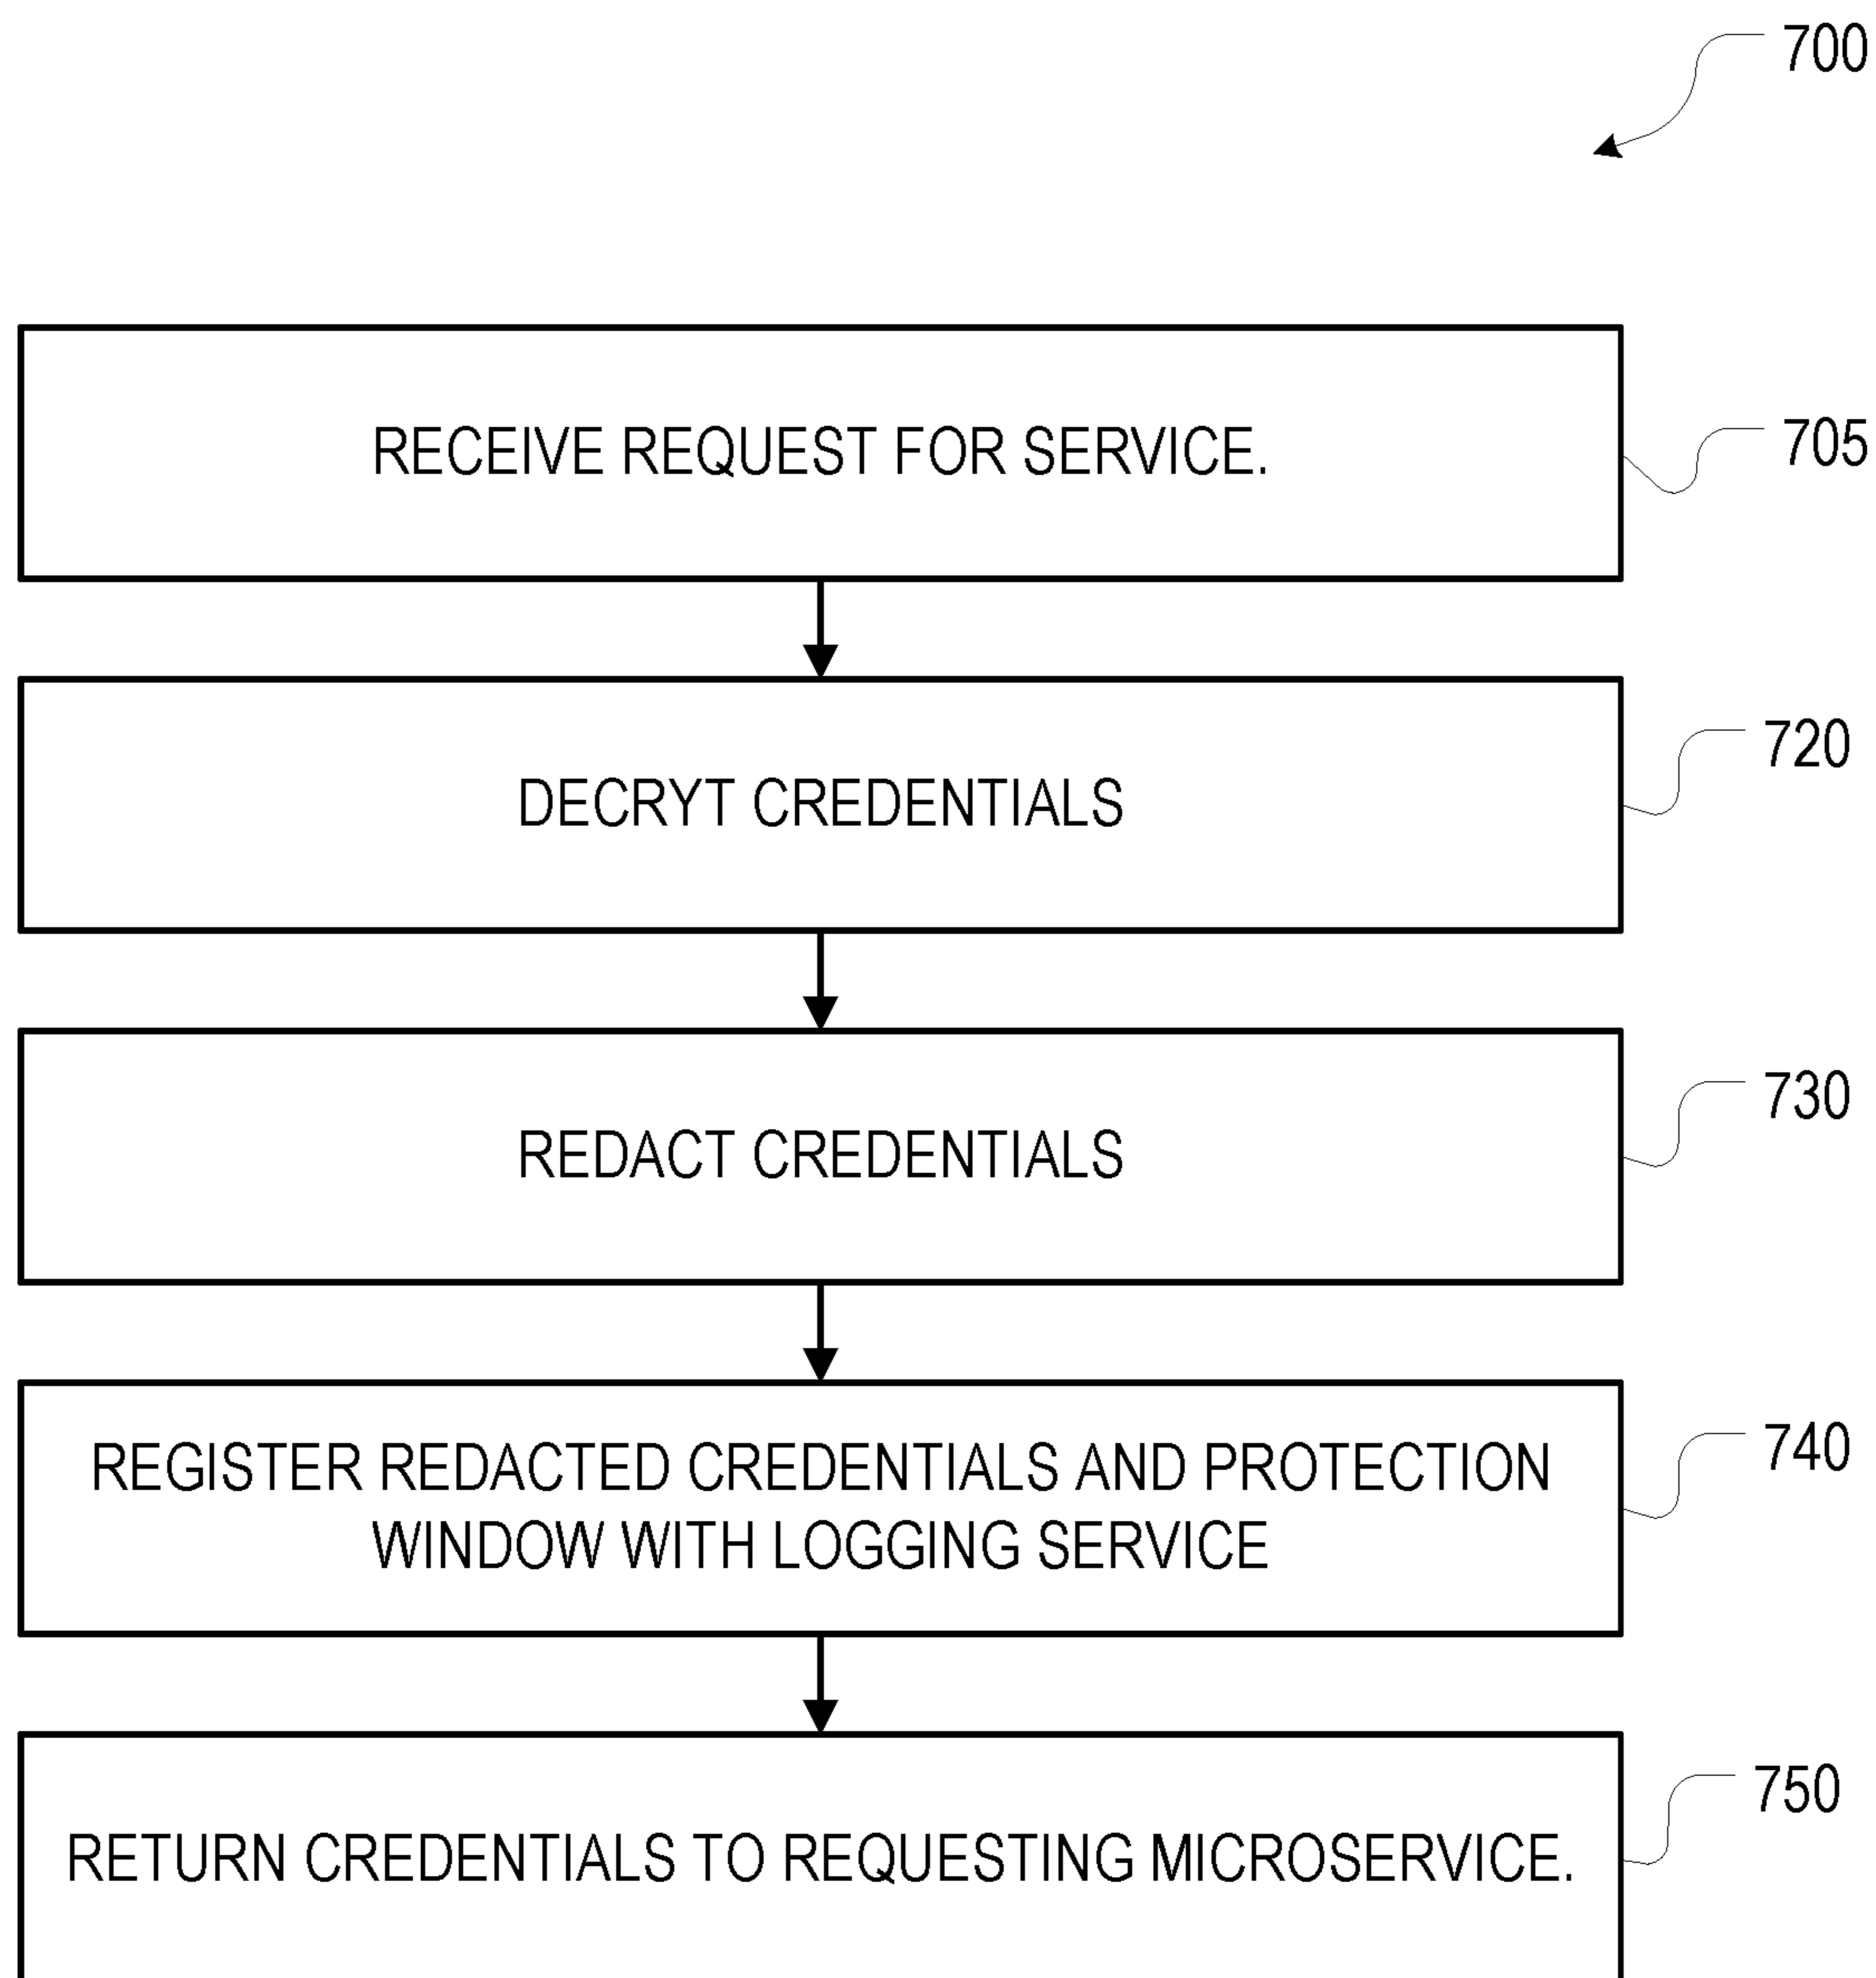 700
RECEIVE REQUEST FOR SERVICE.
705
DECRYT CREDENTIALS
720
REDACT CREDENTIALS
730
REGISTER REDACTED CREDENTIALS AND PROTECTION
WINDOW WITH LOGGING SERVICE
740
RETURN CREDENTIALS TO REQUESTING MICROSERVICE.
750